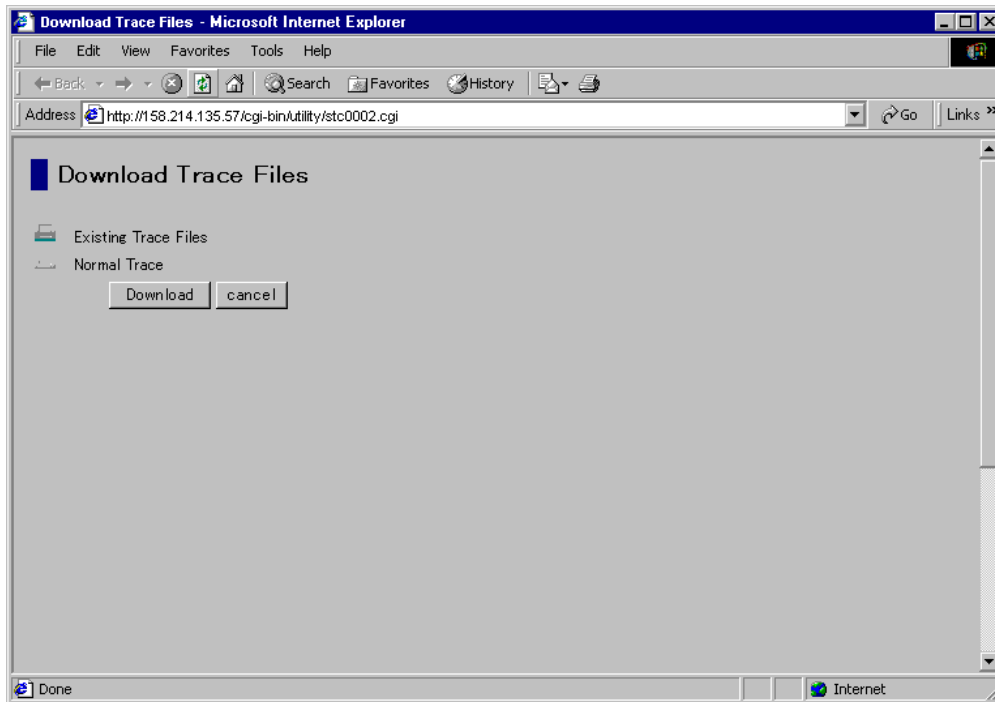 Download Trace Files - Microsoft Internet Explorer
File Edit View Favorites Tools Help
Back Search Favorites History
Address http://158.214.135.57/cgi-bin/utility/stc0002.cgi Go Links »
Download Trace Files
Existing Trace Files
Normal Trace
Download cancel
Done Internet